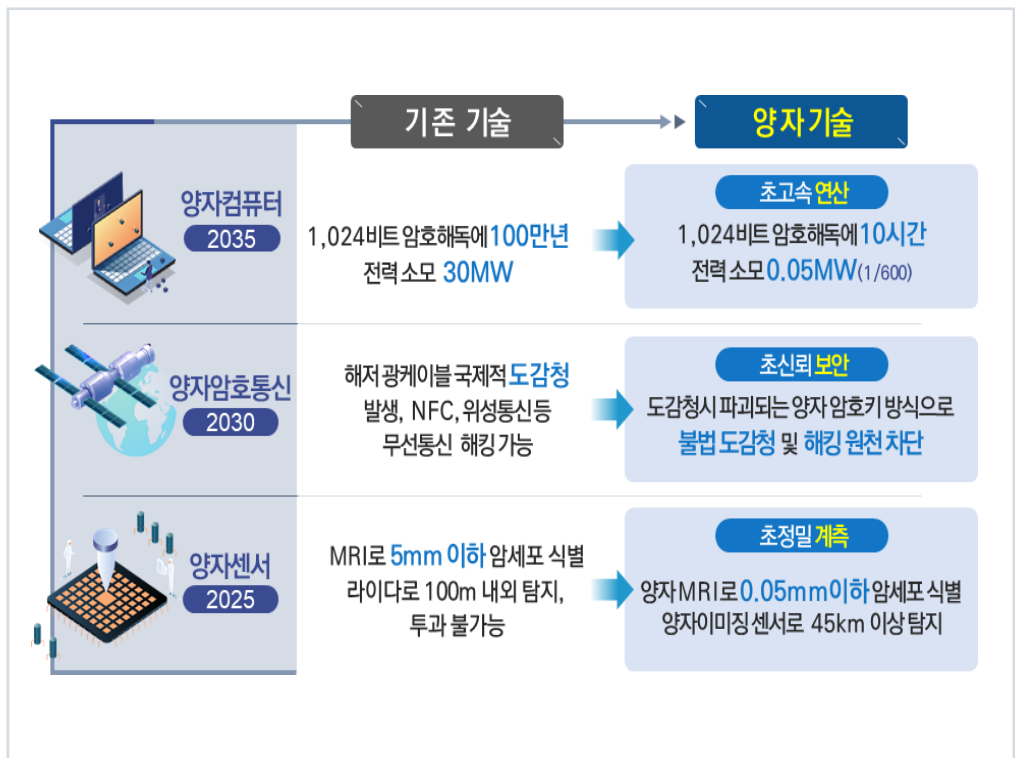 기존 기술
양자기술
양자컴퓨터
2035
1,024비트 암호해독에 100만년
전력 소모 30MW
초고속 연산
1,024비트 암호해독에 10시간
전력 소모 0.05MW(1/600)
양자암호통신
2030
해저 광케이블 국제적 도감청
발생, NFC, 위성통신 등
무선통신 해킹 가능
초신뢰 보안
도감청시 파괴되는 양자 암호키 방식으로
불법 도감청 및 해킹 원천 차단
양자센서
2025
MRI로 5mm 이하 암세포 식별
라이다로 100m 내외 탐지,
투과 불가능
초정밀 계측
양자 MRI로 0.05mm이하 암세포 식별
양자이미징 센서로 45km 이상 탐지